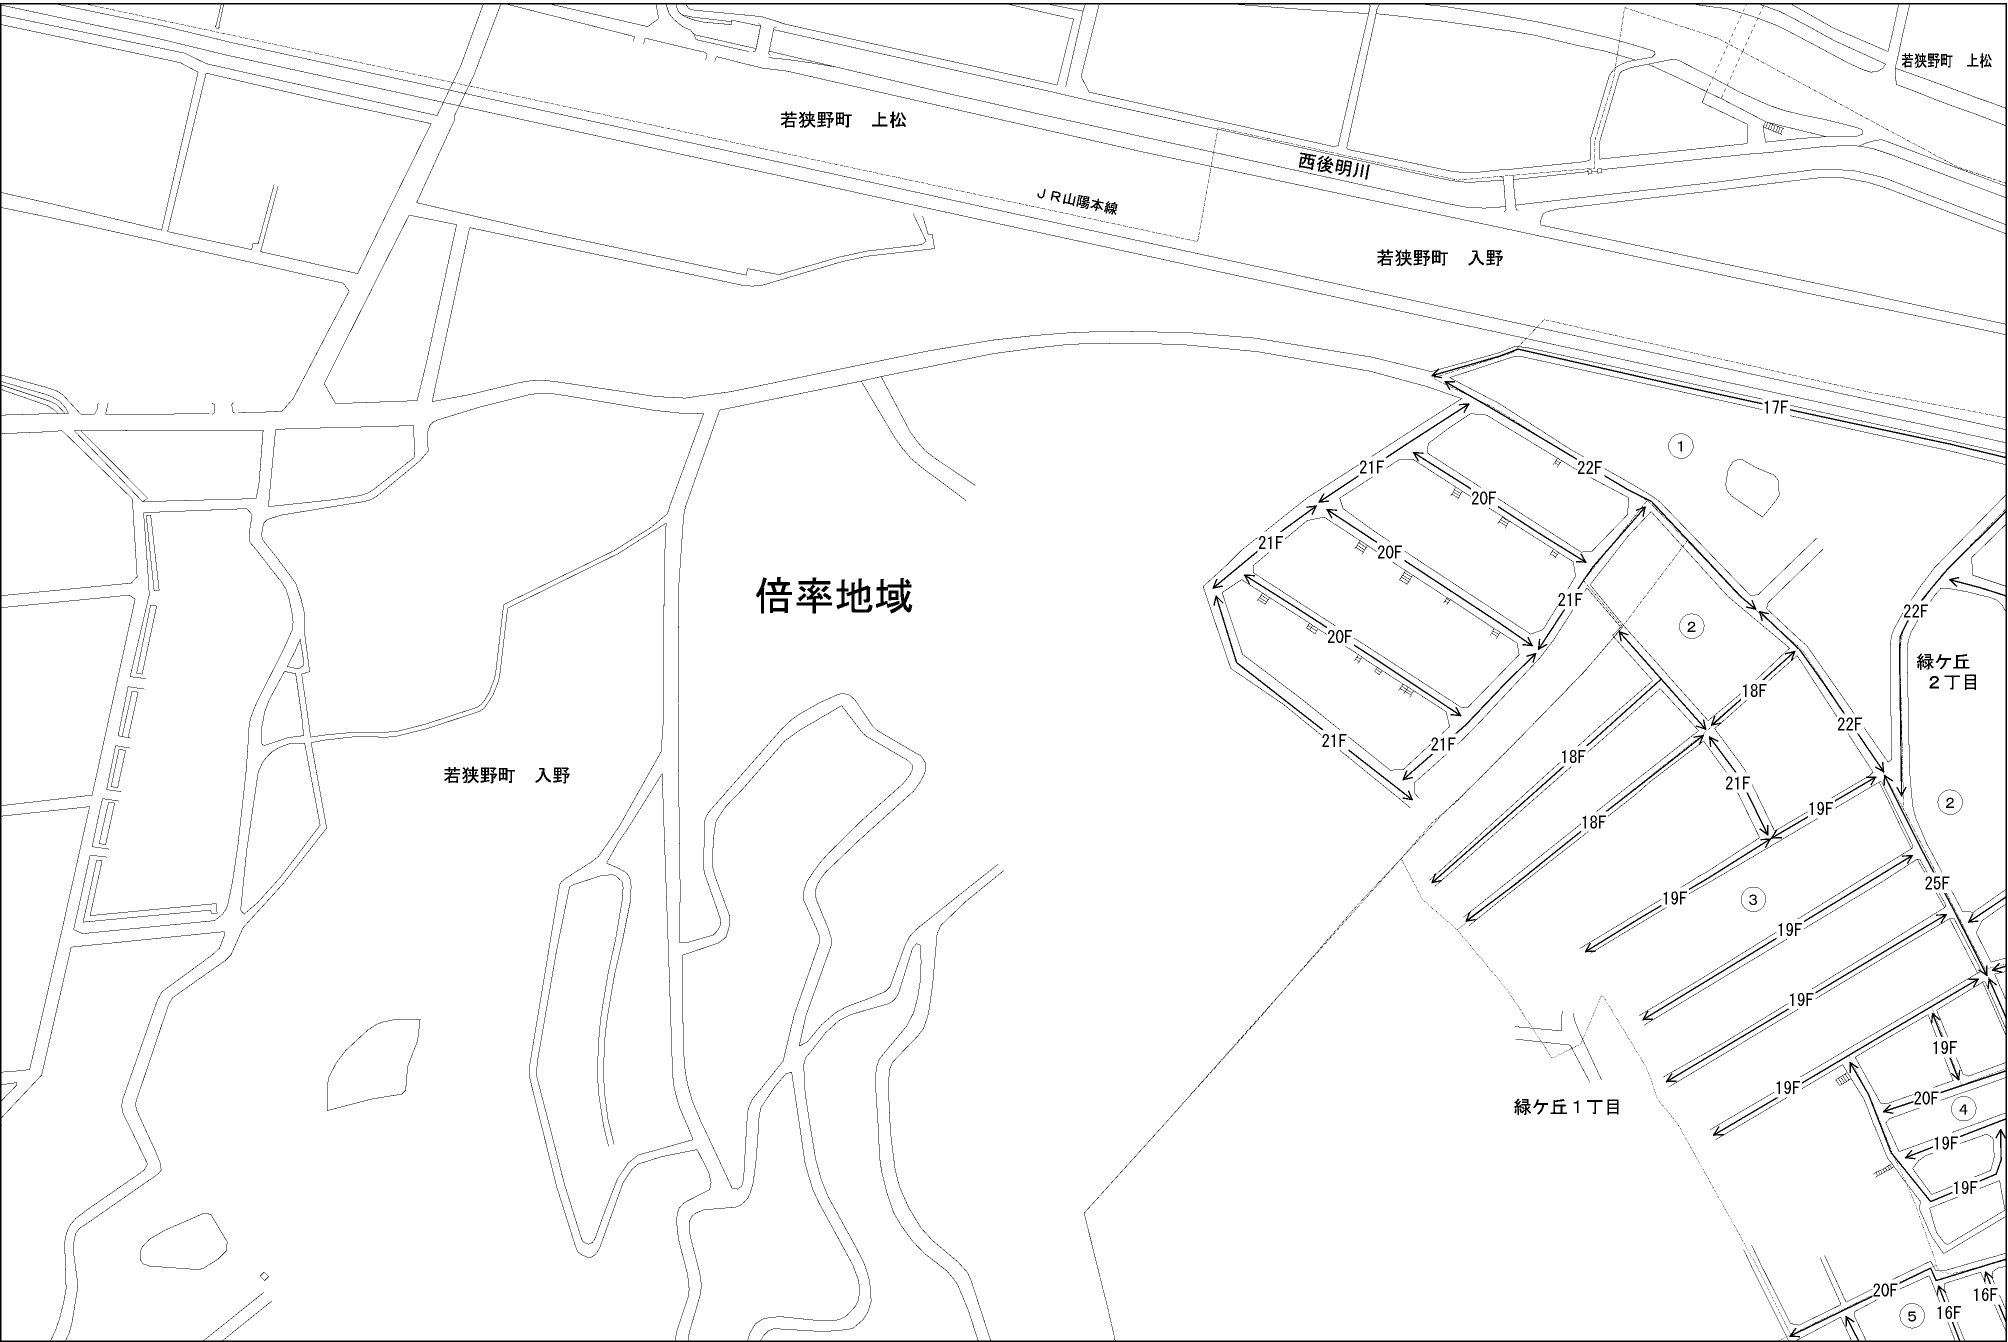 若狭野町　上松
若狭野町　上松
西後明川
ＪＲ山陽本線
若狭野町　入野
17F
①
21F
22F
20F
21F
20F
21F
22F
②
20F
緑ケ丘
２丁目
18F
22F
21F
21F
18F
若狭野町　入野
倍率地域
21F
②
19F
18F
25F
19F
③
19F
19F
19F
19F
20F
④
緑ケ丘１丁目
19F
19F
20F
16F
16F
⑤